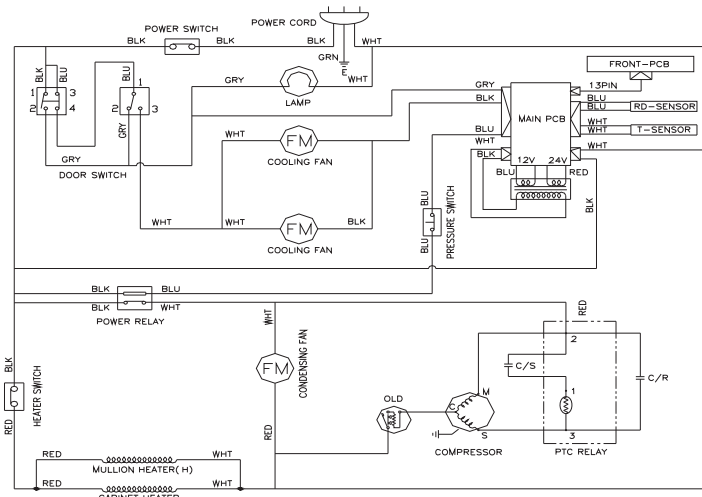 POWER CORD
POWER SWITCH
BLK BLK BLK WHT
GRN
E
FRONT-PCB
13PIN
BLK BLU BLU
1 3 1
2 4 2 3
GRY
GRY WHT
LAMP
GRY
BLK
BLU
BLK
MAIN PCB
12V 24V
BLU
BLU RD-SENSOR
WHT
WHT T-SENSOR
WHT
BLU RED
BLK
GRY
DOOR SWITCH
WHT FM
COOLING FAN
WHT WHT FM BLK
COOLING FAN
BLU
BLU
PRESSURE SWITCH
BLK BLU
BLK WHT
POWER RELAY
WHT
FM
CONDENSING FAN
RED
RED
2
C/S
1
3
C/R
PTC RELAY
OLD
C M
S
COMPRESSOR
BLK
HEATER SWITCH
RED
RED WHT
MULLION HEATER(H)
RED WHT
CABINET HEATER